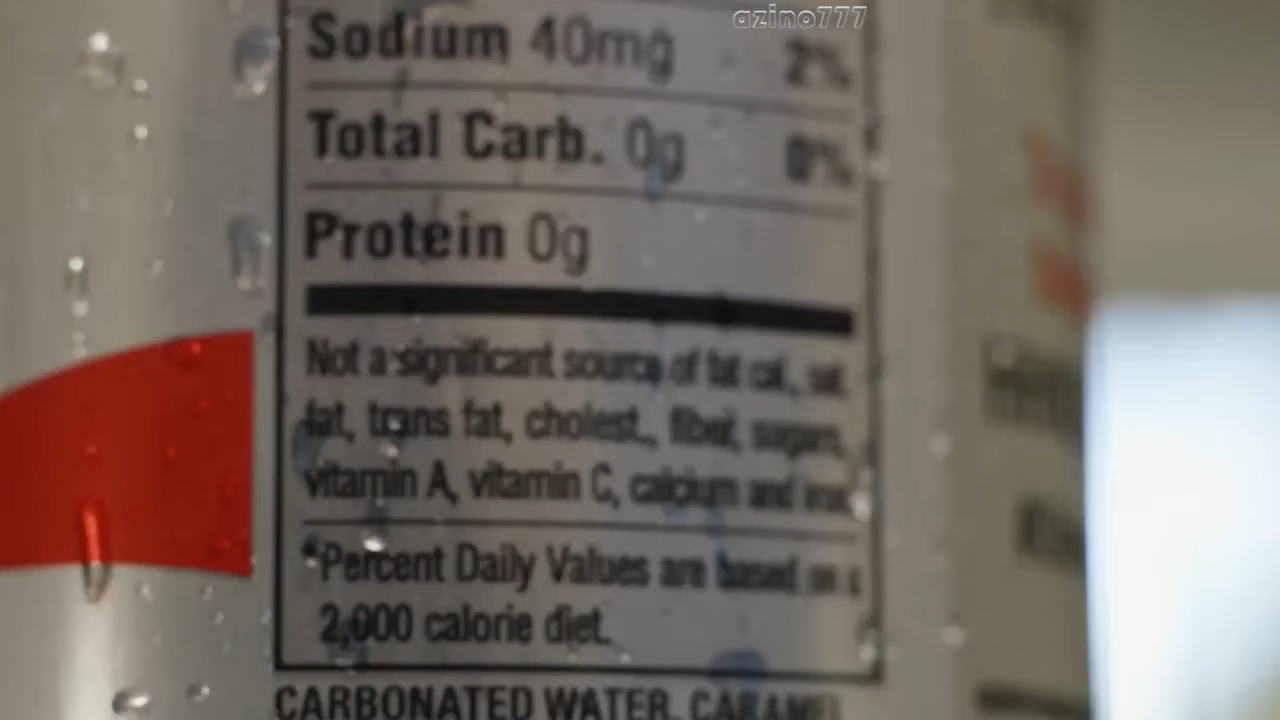 azino777
Sodium 40mg 2%
Total Carb. 0g 0%
Protein 0g
Not a significant source of fat cal., sat.
fat, trans fat, cholest., fiber, sugars,
vitamin A, vitamin C, calcium and iron.
*Percent Daily Values are based on a
2,000 calorie diet.
CARBONATED WATER, CARAMEL